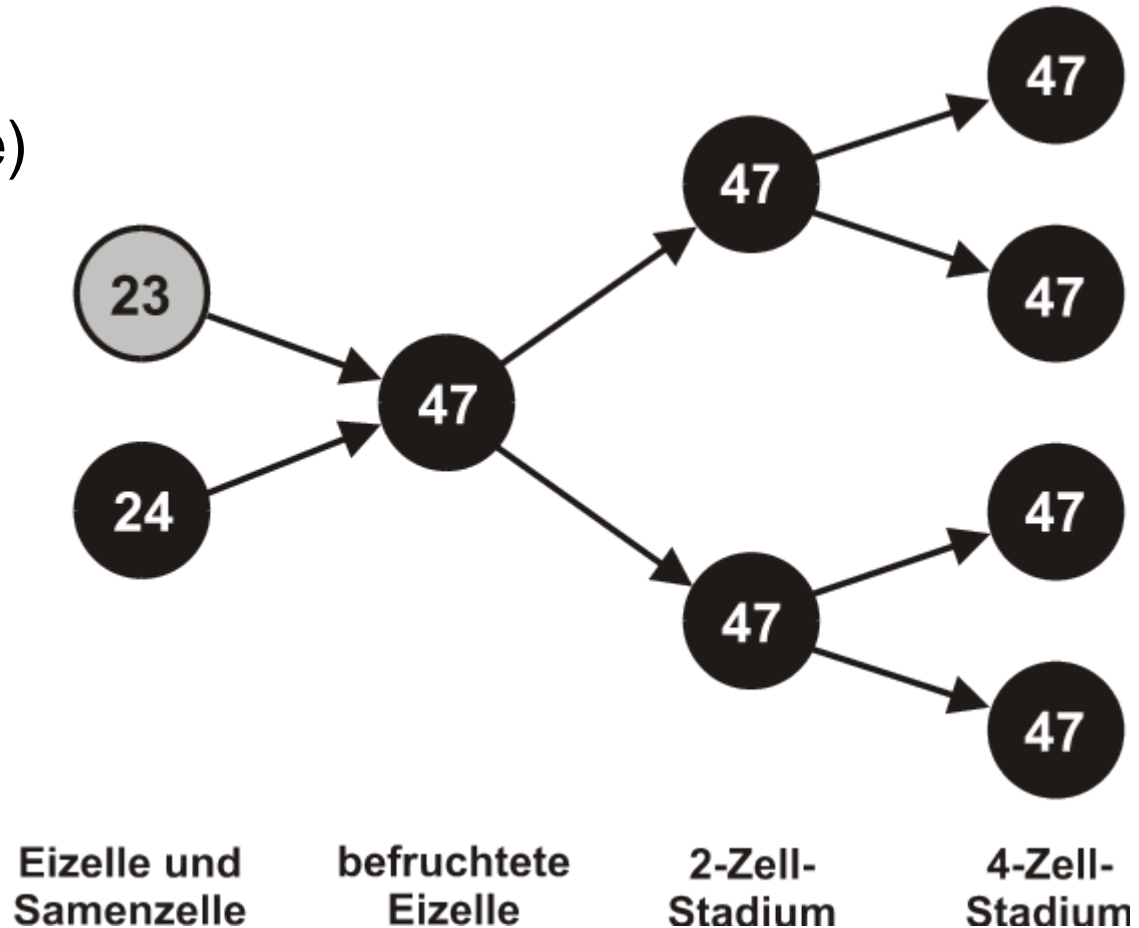 e)
47
47
47
23
47
24
47
47
47
Eizelle und
Samenzelle
befruchtete
Eizelle
2-Zell-
Stadium
4-Zell-
Stadium